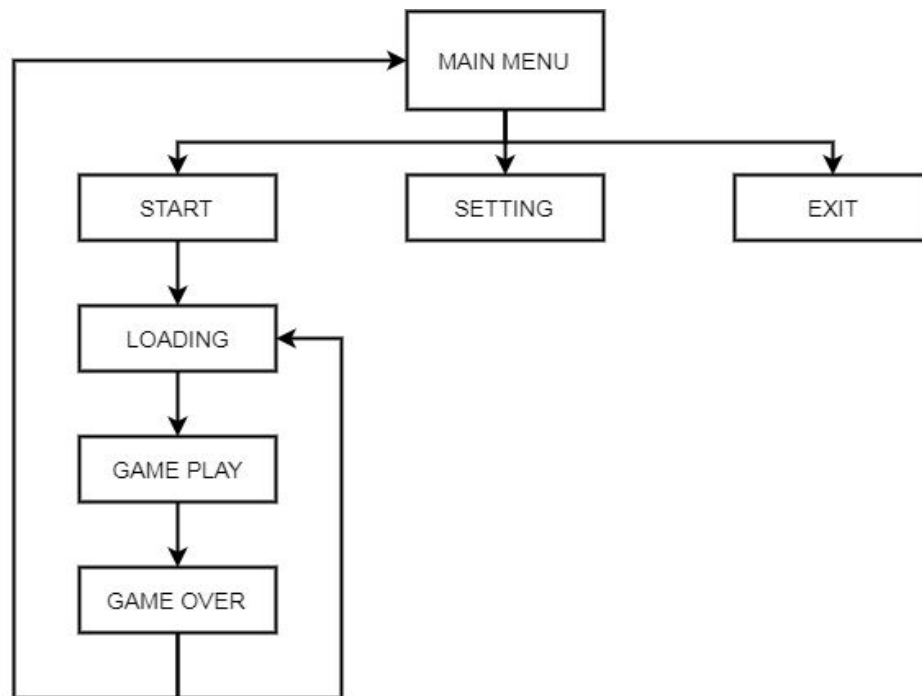 MAIN MENU
START
SETTING
EXIT
LOADING
GAME PLAY
GAME OVER